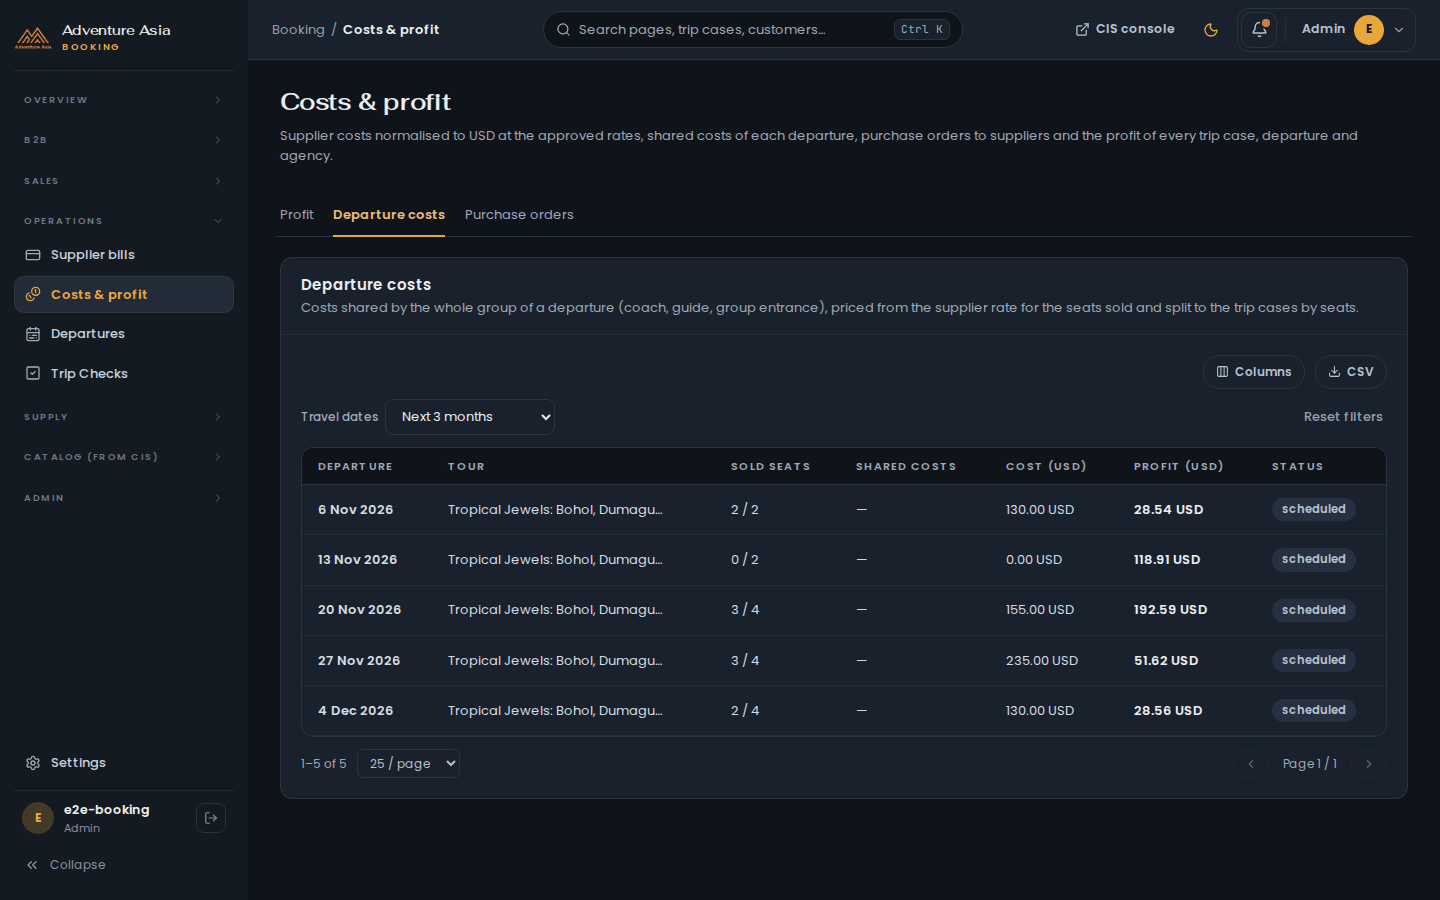 Adventure Asia
BOOKING
Adventure Asia
Booking / Costs & profit
Search pages, trip cases, customers...
Ctrl K
CIS console
Admin
E
OVERVIEW
B2B
SALES
OPERATIONS
Supplier bills
Costs & profit
Departures
Trip Checks
SUPPLY
CATALOG (FROM CIS)
ADMIN
Settings
E
e2e-booking
Admin
Collapse
Costs & profit
Supplier costs normalised to USD at the approved rates, shared costs of each departure, purchase orders to suppliers and the profit of every trip case, departure and
agency.
Profit
Departure costs
Purchase orders
Departure costs
Costs shared by the whole group of a departure (coach, guide, group entrance), priced from the supplier rate for the seats sold and split to the trip cases by seats.
Columns
CSV
Travel dates
Next 3 months
Reset filters
DEPARTURE TOUR SOLD SEATS SHARED COSTS COST (USD) PROFIT (USD) STATUS
6 Nov 2026 Tropical Jewels: Bohol, Dumagu... 2 / 2 — 130.00 USD 28.54 USD scheduled
13 Nov 2026 Tropical Jewels: Bohol, Dumagu... 0 / 2 — 0.00 USD 118.91 USD scheduled
20 Nov 2026 Tropical Jewels: Bohol, Dumagu... 3 / 4 — 155.00 USD 192.59 USD scheduled
27 Nov 2026 Tropical Jewels: Bohol, Dumagu... 3 / 4 — 235.00 USD 51.62 USD scheduled
4 Dec 2026 Tropical Jewels: Bohol, Dumagu... 2 / 4 — 130.00 USD 28.56 USD scheduled
1–5 of 5
25 / page
Page 1 / 1